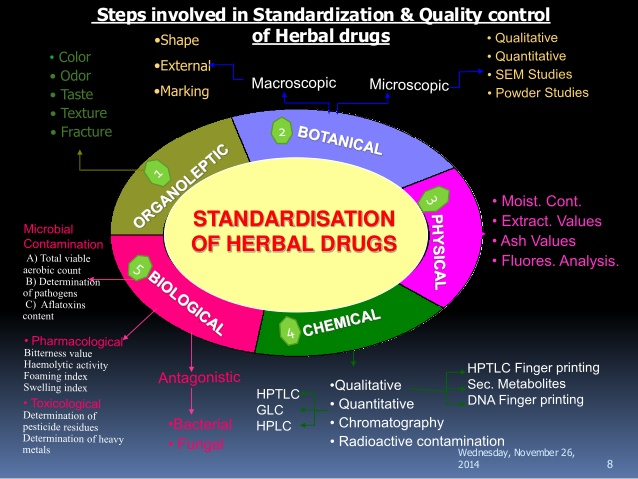 Steps involved in Standardization & Quality control
of Herbal drugs
• Color
• Odor
• Taste
• Texture
• Fracture
•Shape
•External
•Marking
Macroscopic
Microscopic
• Qualitative
• Quantitative
• SEM Studies
• Powder Studies
1
ORGANOLEPTIC
2
BOTANICAL
3
PHYSICAL
4
CHEMICAL
5
BIOLOGICAL
STANDARDISATION
OF HERBAL DRUGS
• Moist. Cont.
• Extract. Values
• Ash Values
• Fluores. Analysis.
Microbial
Contamination
A) Total viable
aerobic count
B) Determination
of pathogens
C) Aflatoxins
content
• Pharmacological
Bitterness value
Haemolytic activity
Foaming index
Swelling index
• Toxicological
Determination of
pesticide residues
Determination of heavy
metals
Antagonistic
•Bacterial
• Fungal
HPTLC
GLC
HPLC
•Qualitative
• Quantitative
• Chromatography
• Radioactive contamination
HPTLC Finger printing
Sec. Metabolites
DNA Finger printing
Wednesday, November 26,
2014
8